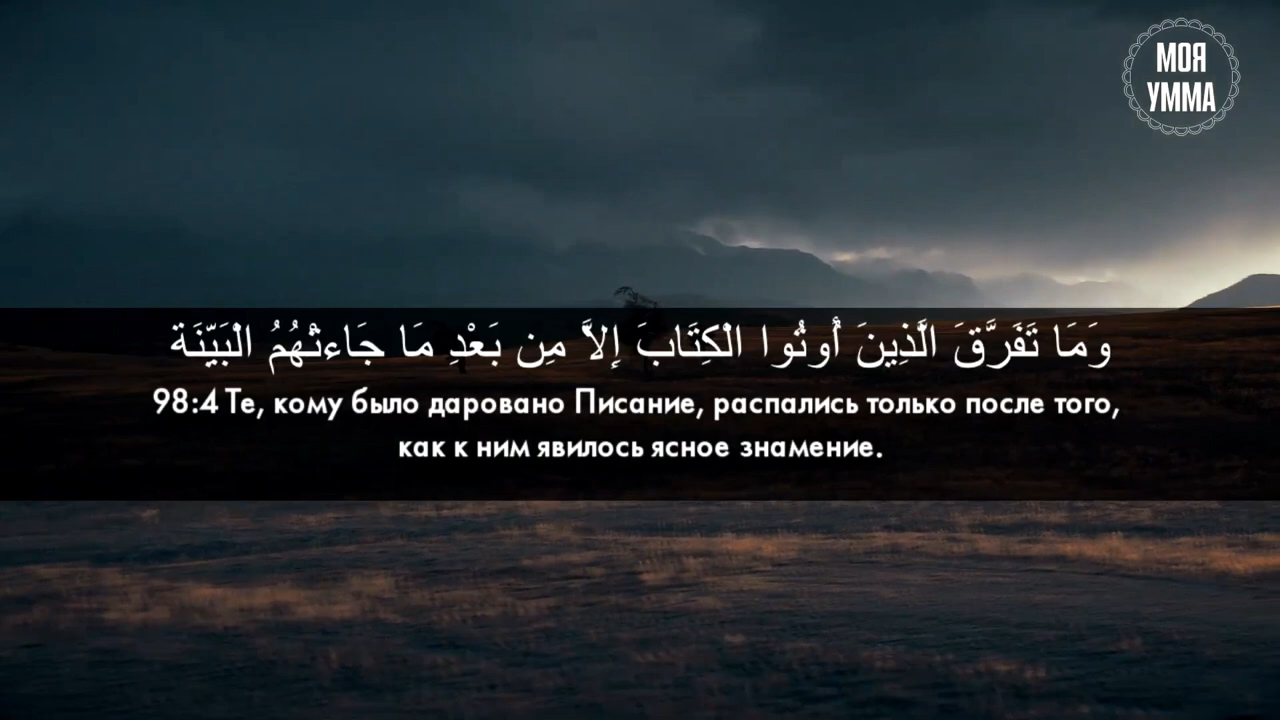 МОЯ
УММА
وَمَا تَفَرَّقَ الَّذِينَ أُوتُوا الْكِتَابَ إِلاَّ مِن بَعْدِ مَا جَاءتْهُمُ الْبَيِّنَة
98:4 Те, кому было даровано Писание, распались только после того,
как к ним явилось ясное знамение.